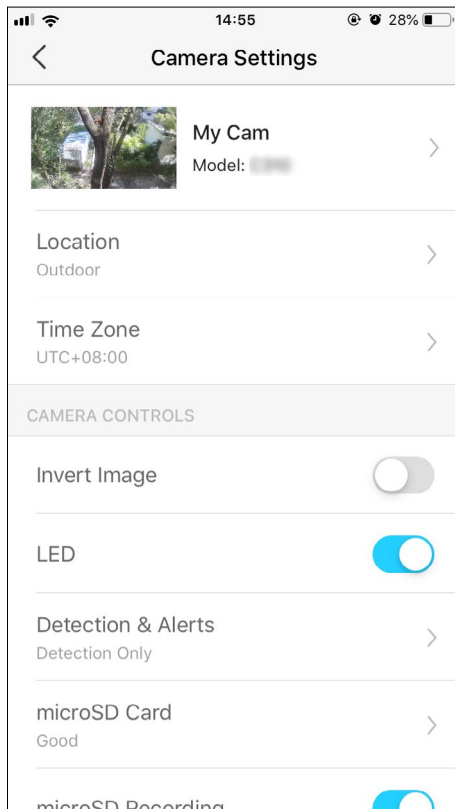 14:55
28%
Camera Settings
My Cam
Model:
Location
Outdoor
Time Zone
UTC+08:00
CAMERA CONTROLS
Invert Image
LED
Detection & Alerts
Detection Only
microSD Card
Good
microSD Recording